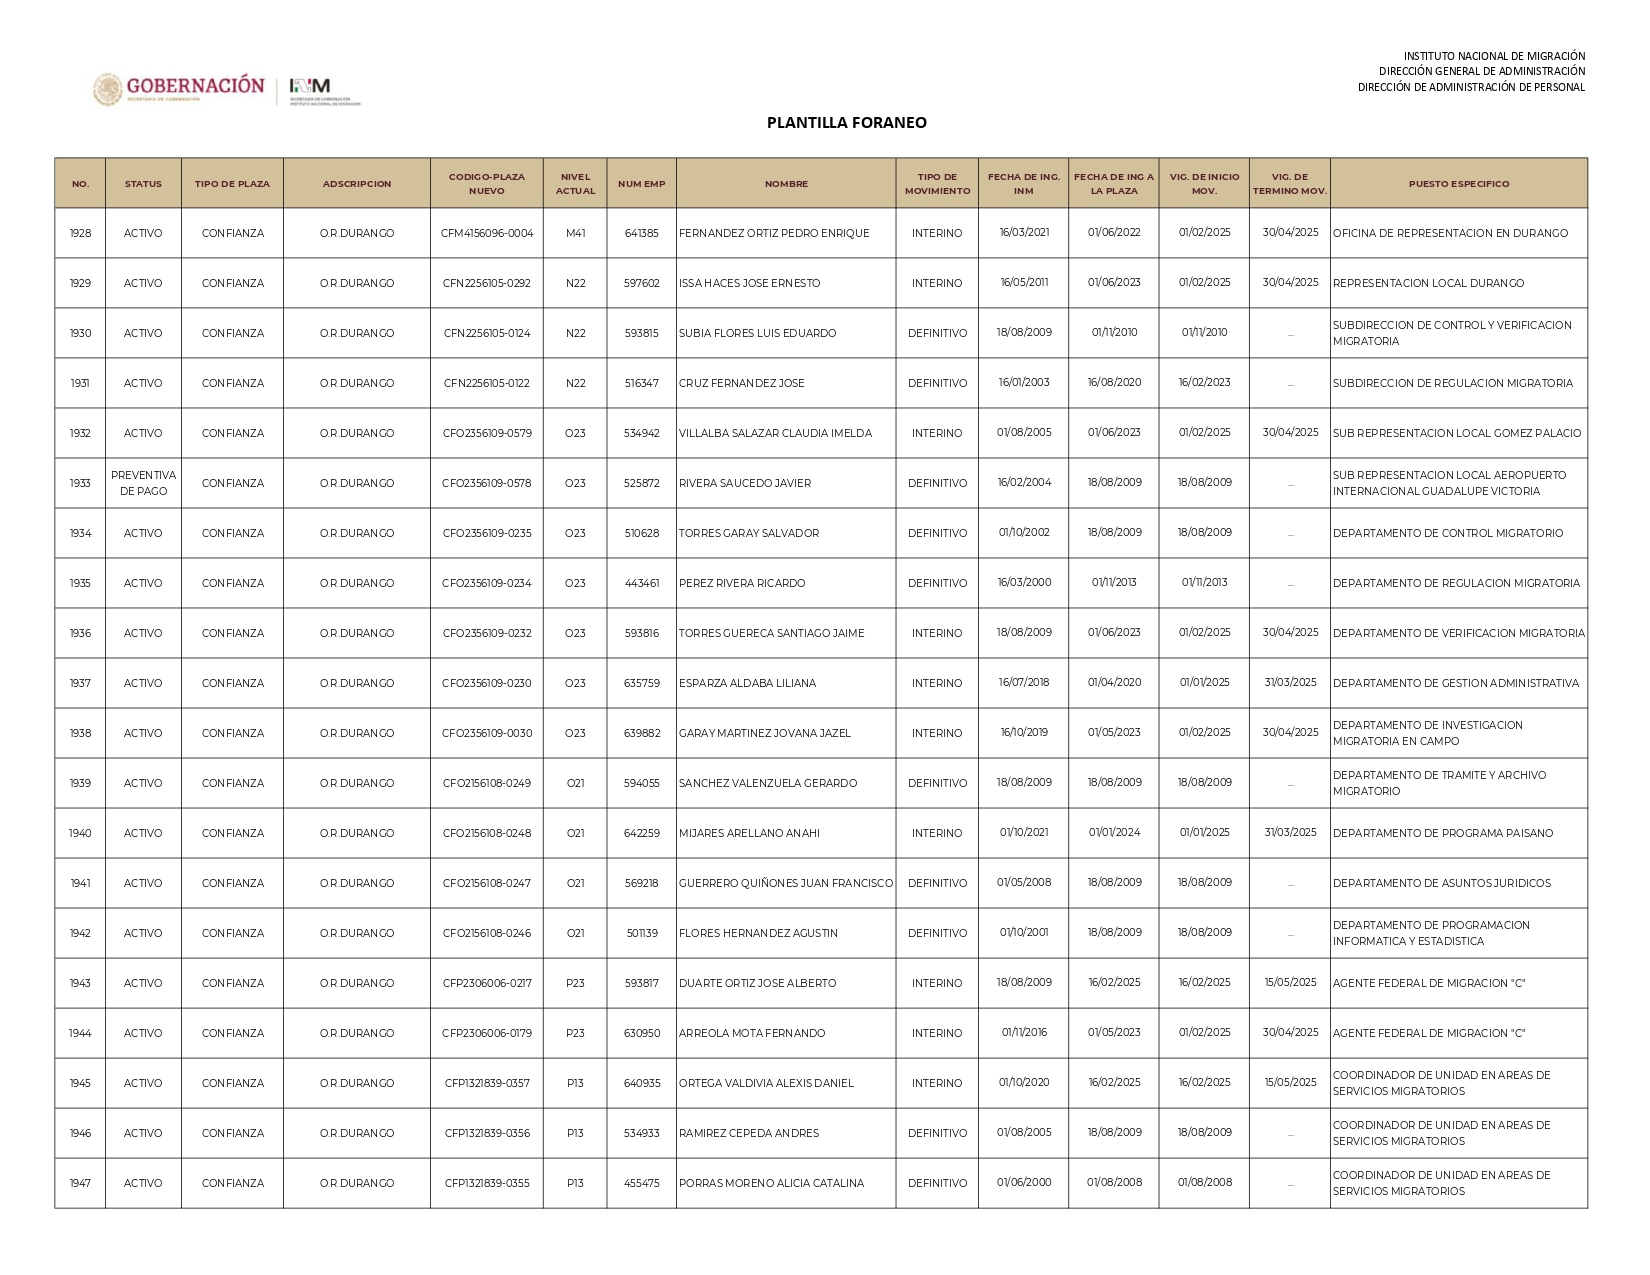 GOBERNACIÓN
SECRETARÍA DE GOBERNACIÓN
INM
SECRETARÍA DE GOBERNACIÓN
INSTITUTO NACIONAL DE MIGRACIÓN
INSTITUTO NACIONAL DE MIGRACIÓN
DIRECCIÓN GENERAL DE ADMINISTRACIÓN
DIRECCIÓN DE ADMINISTRACIÓN DE PERSONAL
PLANTILLA FORANEO
NO. STATUS TIPO DE PLAZA ADSCRIPCION CODIGO-PLAZA NUEVO NIVEL ACTUAL NUM EMP NOMBRE TIPO DE MOVIMIENTO FECHA DE ING. INM FECHA DE ING A LA PLAZA VIG. DE INICIO MOV. VIG. DE TERMINO MOV. PUESTO ESPECIFICO
1928 ACTIVO CONFIANZA O.R.DURANGO CFM4156096-0004 M41 641385 FERNANDEZ ORTIZ PEDRO ENRIQUE INTERINO 16/03/2021 01/06/2022 01/02/2025 30/04/2025 OFICINA DE REPRESENTACION EN DURANGO
1929 ACTIVO CONFIANZA O.R.DURANGO CFN2256105-0292 N22 597602 ISSA HACES JOSE ERNESTO INTERINO 16/05/2011 01/06/2023 01/02/2025 30/04/2025 REPRESENTACION LOCAL DURANGO
1930 ACTIVO CONFIANZA O.R.DURANGO CFN2256105-0124 N22 593815 SUBIA FLORES LUIS EDUARDO DEFINITIVO 18/08/2009 01/11/2010 01/11/2010 ... SUBDIRECCION DE CONTROL Y VERIFICACION MIGRATORIA
1931 ACTIVO CONFIANZA O.R.DURANGO CFN2256105-0122 N22 516347 CRUZ FERNANDEZ JOSE DEFINITIVO 16/01/2003 16/08/2020 16/02/2023 ... SUBDIRECCION DE REGULACION MIGRATORIA
1932 ACTIVO CONFIANZA O.R.DURANGO CFO2356109-0579 O23 534942 VILLALBA SALAZAR CLAUDIA IMELDA INTERINO 01/08/2005 01/06/2023 01/02/2025 30/04/2025 SUB REPRESENTACION LOCAL GOMEZ PALACIO
1933 PREVENTIVA DE PAGO CONFIANZA O.R.DURANGO CFO2356109-0578 O23 525872 RIVERA SAUCEDO JAVIER DEFINITIVO 16/02/2004 18/08/2009 18/08/2009 ... SUB REPRESENTACION LOCAL AEROPUERTO INTERNACIONAL GUADALUPE VICTORIA
1934 ACTIVO CONFIANZA O.R.DURANGO CFO2356109-0235 O23 510628 TORRES GARAY SALVADOR DEFINITIVO 01/10/2002 18/08/2009 18/08/2009 ... DEPARTAMENTO DE CONTROL MIGRATORIO
1935 ACTIVO CONFIANZA O.R.DURANGO CFO2356109-0234 O23 443461 PEREZ RIVERA RICARDO DEFINITIVO 16/03/2000 01/11/2013 01/11/2013 ... DEPARTAMENTO DE REGULACION MIGRATORIA
1936 ACTIVO CONFIANZA O.R.DURANGO CFO2356109-0232 O23 593816 TORRES GUERECA SANTIAGO JAIME INTERINO 18/08/2009 01/06/2023 01/02/2025 30/04/2025 DEPARTAMENTO DE VERIFICACION MIGRATORIA
1937 ACTIVO CONFIANZA O.R.DURANGO CFO2356109-0230 O23 635759 ESPARZA ALDABA LILIANA INTERINO 16/07/2018 01/04/2020 01/01/2025 31/03/2025 DEPARTAMENTO DE GESTION ADMINISTRATIVA
1938 ACTIVO CONFIANZA O.R.DURANGO CFO2356109-0030 O23 639882 GARAY MARTINEZ JOVANA JAZEL INTERINO 16/10/2019 01/05/2023 01/02/2025 30/04/2025 DEPARTAMENTO DE INVESTIGACION MIGRATORIA EN CAMPO
1939 ACTIVO CONFIANZA O.R.DURANGO CFO2156108-0249 O21 594055 SANCHEZ VALENZUELA GERARDO DEFINITIVO 18/08/2009 18/08/2009 18/08/2009 ... DEPARTAMENTO DE TRAMITE Y ARCHIVO MIGRATORIO
1940 ACTIVO CONFIANZA O.R.DURANGO CFO2156108-0248 O21 642259 MIJARES ARELLANO ANAHI INTERINO 01/10/2021 01/01/2024 01/01/2025 31/03/2025 DEPARTAMENTO DE PROGRAMA PAISANO
1941 ACTIVO CONFIANZA O.R.DURANGO CFO2156108-0247 O21 569218 GUERRERO QUIÑONES JUAN FRANCISCO DEFINITIVO 01/05/2008 18/08/2009 18/08/2009 ... DEPARTAMENTO DE ASUNTOS JURIDICOS
1942 ACTIVO CONFIANZA O.R.DURANGO CFO2156108-0246 O21 501139 FLORES HERNANDEZ AGUSTIN DEFINITIVO 01/10/2001 18/08/2009 18/08/2009 ... DEPARTAMENTO DE PROGRAMACION INFORMATICA Y ESTADISTICA
1943 ACTIVO CONFIANZA O.R.DURANGO CFP2306006-0217 P23 593817 DUARTE ORTIZ JOSE ALBERTO INTERINO 18/08/2009 16/02/2025 16/02/2025 15/05/2025 AGENTE FEDERAL DE MIGRACION "C"
1944 ACTIVO CONFIANZA O.R.DURANGO CFP2306006-0179 P23 630950 ARREOLA MOTA FERNANDO INTERINO 01/11/2016 01/05/2023 01/02/2025 30/04/2025 AGENTE FEDERAL DE MIGRACION "C"
1945 ACTIVO CONFIANZA O.R.DURANGO CFP1321839-0357 P13 640935 ORTEGA VALDIVIA ALEXIS DANIEL INTERINO 01/10/2020 16/02/2025 16/02/2025 15/05/2025 COORDINADOR DE UNIDAD EN AREAS DE SERVICIOS MIGRATORIOS
1946 ACTIVO CONFIANZA O.R.DURANGO CFP1321839-0356 P13 534933 RAMIREZ CEPEDA ANDRES DEFINITIVO 01/08/2005 18/08/2009 18/08/2009 ... COORDINADOR DE UNIDAD EN AREAS DE SERVICIOS MIGRATORIOS
1947 ACTIVO CONFIANZA O.R.DURANGO CFP1321839-0355 P13 455475 PORRAS MORENO ALICIA CATALINA DEFINITIVO 01/06/2000 01/08/2008 01/08/2008 ... COORDINADOR DE UNIDAD EN AREAS DE SERVICIOS MIGRATORIOS